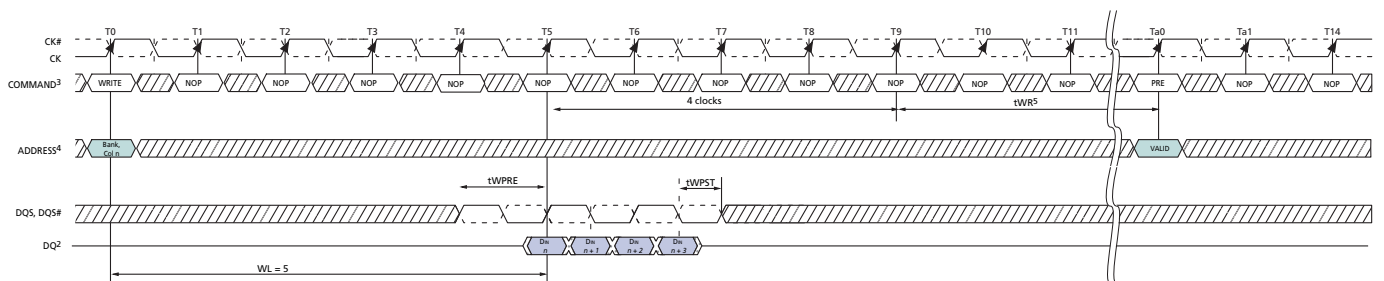 T0 T1 T2 T3 T4 T5 T6 T7 T8 T9 T10 T11 Ta0 Ta1 T14
CK#
CK
COMMAND3 WRITE NOP NOP NOP NOP NOP NOP NOP NOP NOP NOP NOP PRE NOP NOP
4 clocks tWR5
ADDRESS4 Bank, Col n VALID
tWPRE tWPST
DQS, DQS#
DQ2 DIN n DIN n + 1 DIN n + 2 DIN n + 3
WL = 5